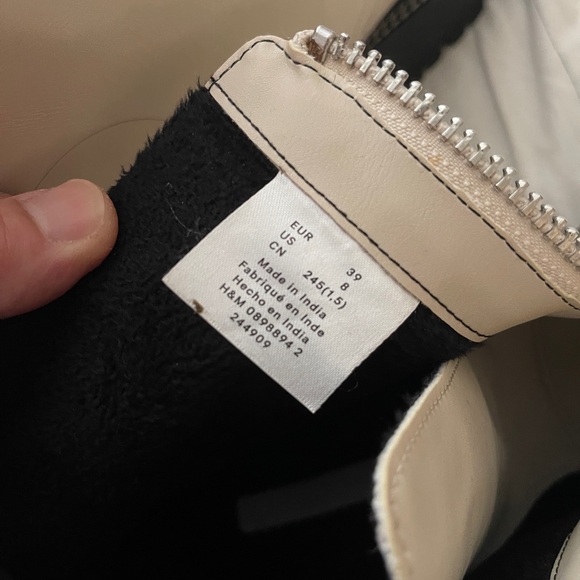 EUR 39
US 8
CN 245(1.5)
Made in India
Fabriqué en Inde
Hecho en India
H&M 0898894 2
244909